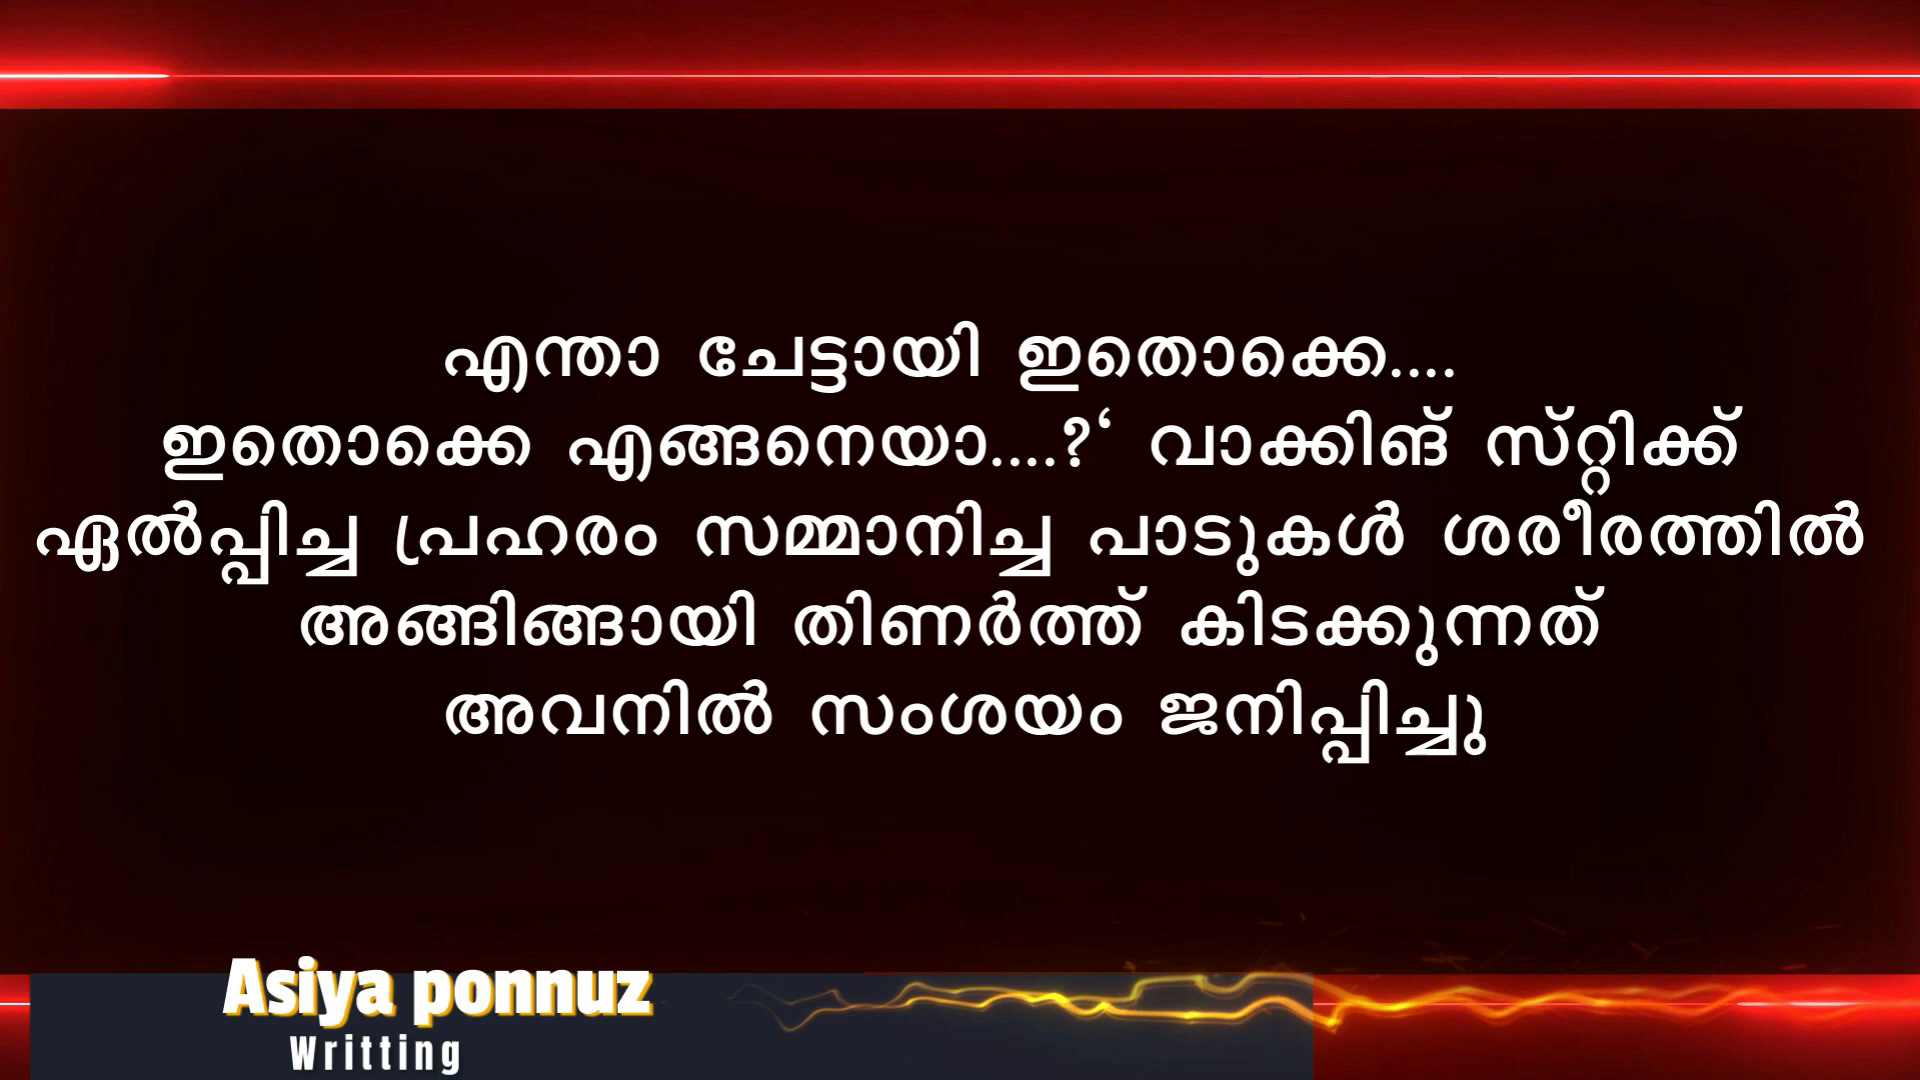 എന്താ ചേട്ടായി ഇതൊക്കെ....
ഇതൊക്കെ എങ്ങനെയാ....?‘ വാക്കിങ് സ്റ്റിക്ക്
ഏൽപ്പിച്ച പ്രഹരം സമ്മാനിച്ച പാടുകൾ ശരീരത്തിൽ
അങ്ങിങ്ങായി തിണർത്ത് കിടക്കുന്നത്
അവനിൽ സംശയം ജനിപ്പിച്ചു
Asiya ponnuz
Writting